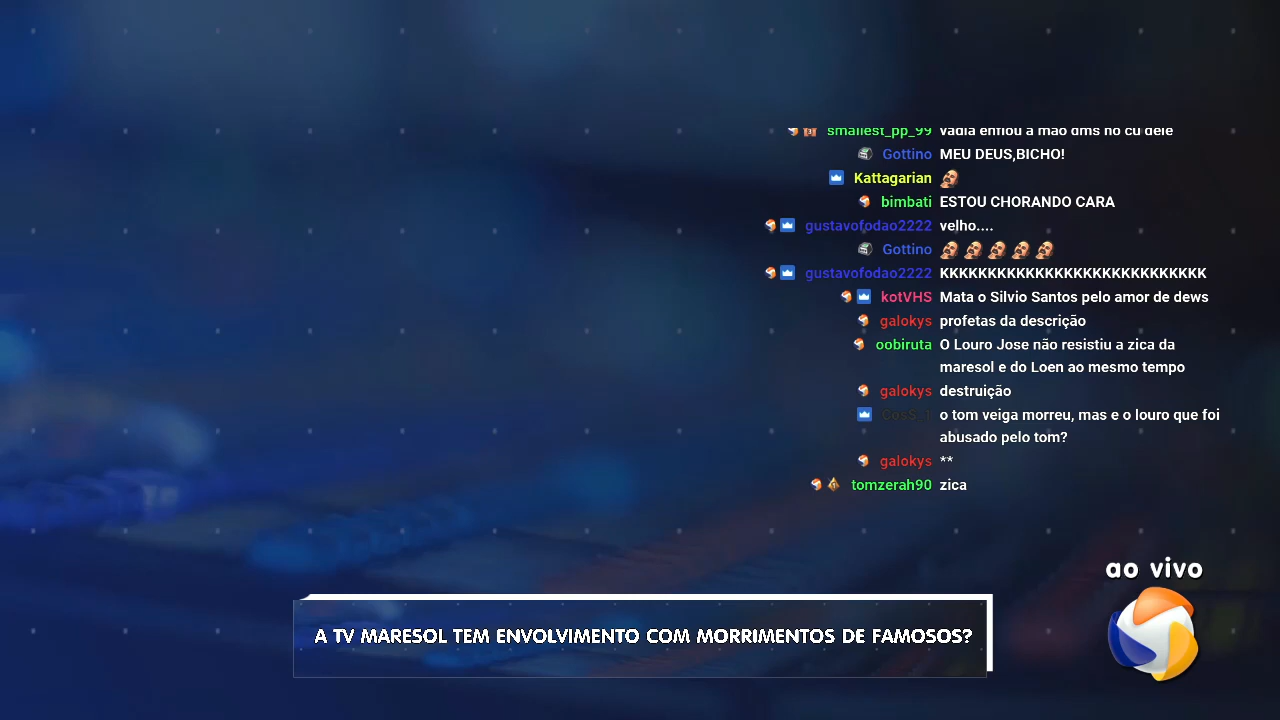 smallest_pp_99 vadia enfiou a mao dms no cu dele
Gottino MEU DEUS,BICHO!
Kattagarian
bimbati ESTOU CHORANDO CARA
gustavofodao2222 velho....
Gottino
gustavofodao2222 KKKKKKKKKKKKKKKKKKKKKKKKKKK
kotVHS Mata o Silvio Santos pelo amor de dews
galokys profetas da descrição
oobiruta O Louro Jose não resistiu a zica da
maresol e do Loen ao mesmo tempo
galokys destruição
CosS_1 o tom veiga morreu, mas e o louro que foi
abusado pelo tom?
galokys **
tomzerah90 zica
ao vivo
A TV MARESOL TEM ENVOLVIMENTO COM MORRIMENTOS DE FAMOSOS?